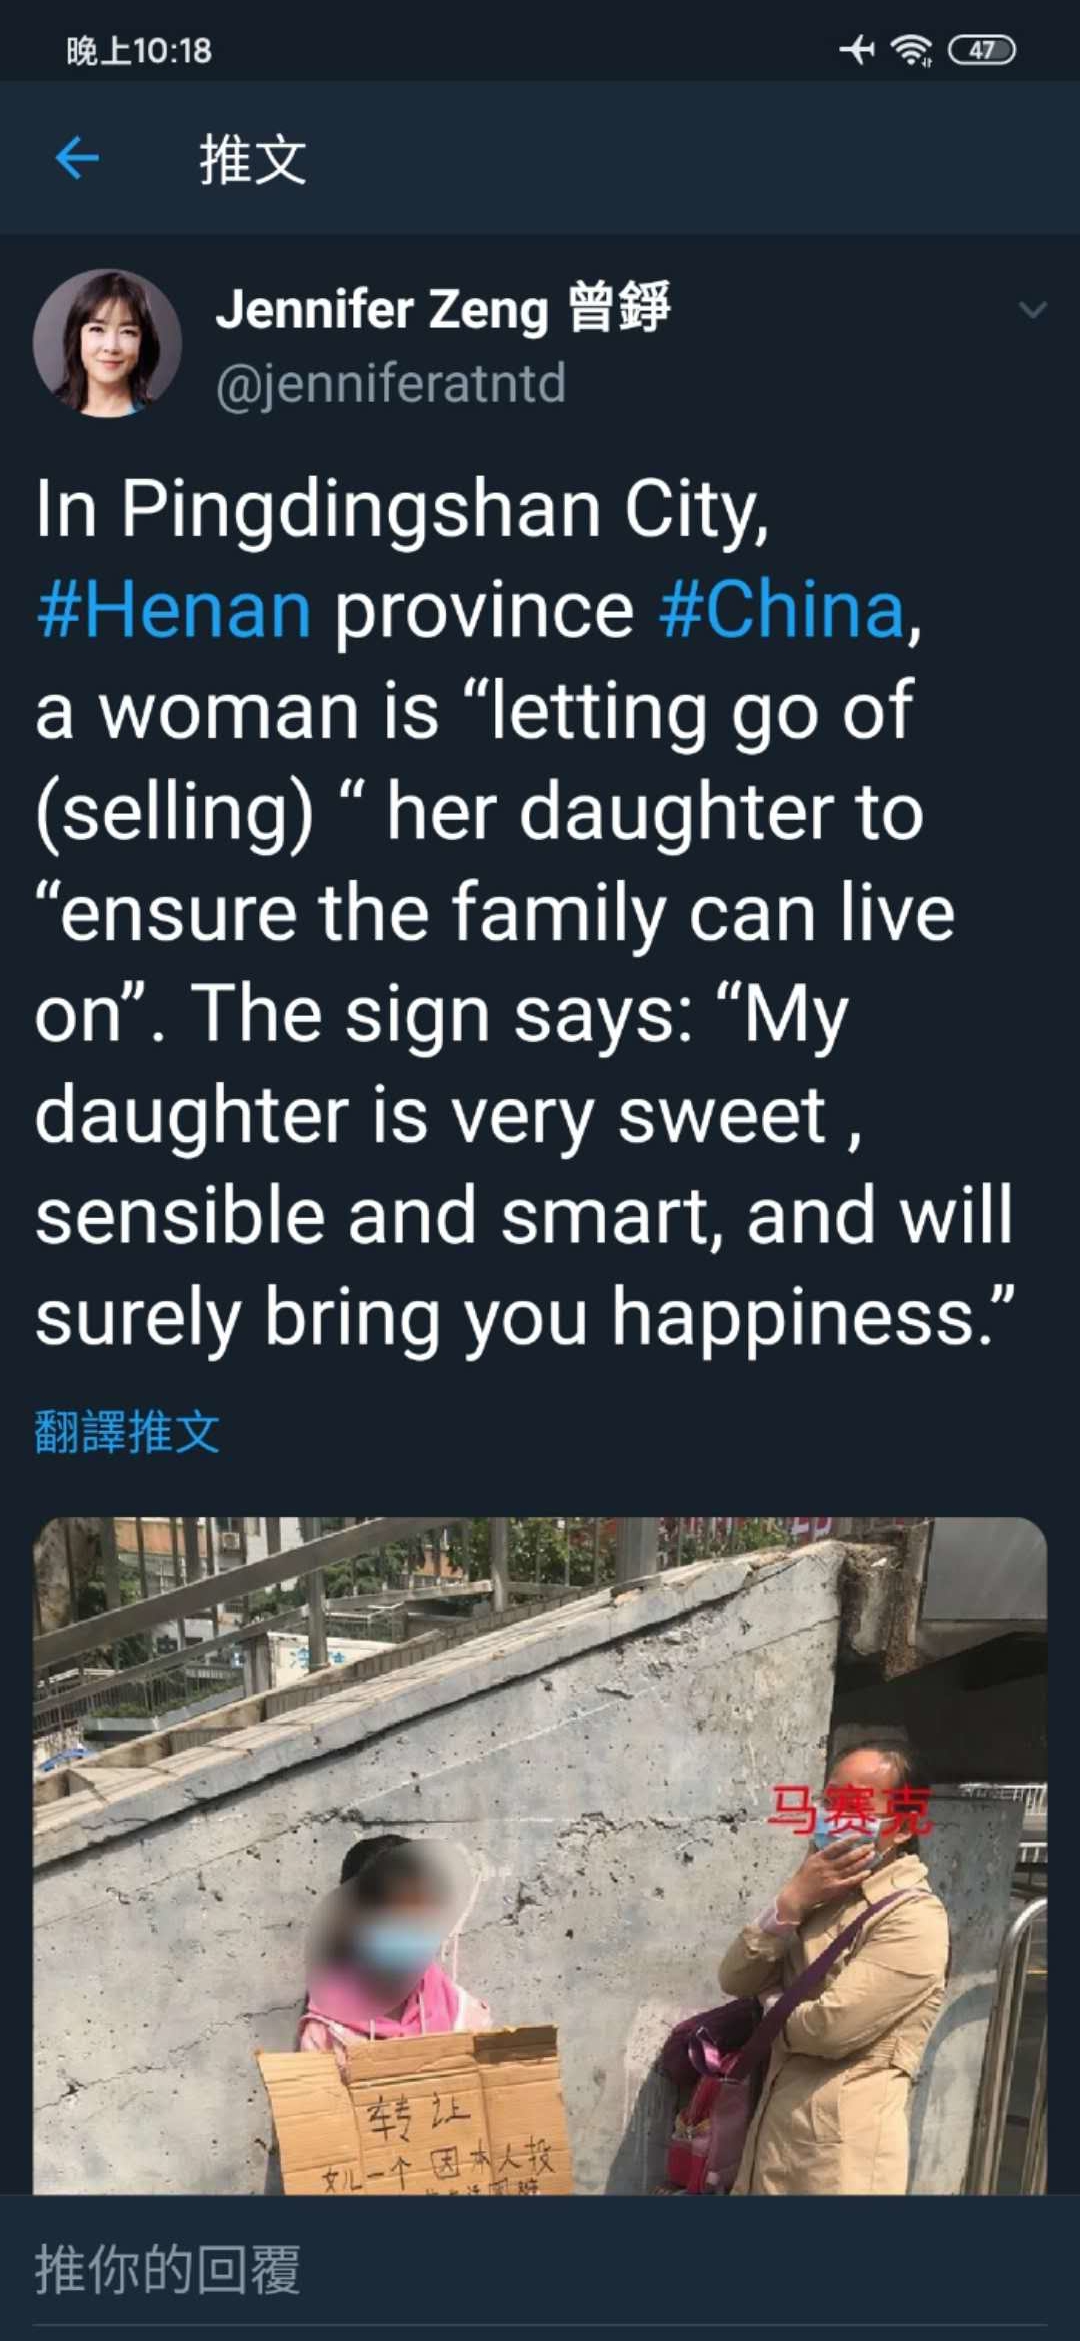 晚上10:18
47
推文
Jennifer Zeng 曾錚
@jenniferatntd
In Pingdingshan City,
#Henan province #China,
a woman is “letting go of
(selling) “ her daughter to
“ensure the family can live
on”. The sign says: “My
daughter is very sweet ,
sensible and smart, and will
surely bring you happiness.”
翻譯推文
马赛克
转让
女儿一个 因本人投
推你的回覆